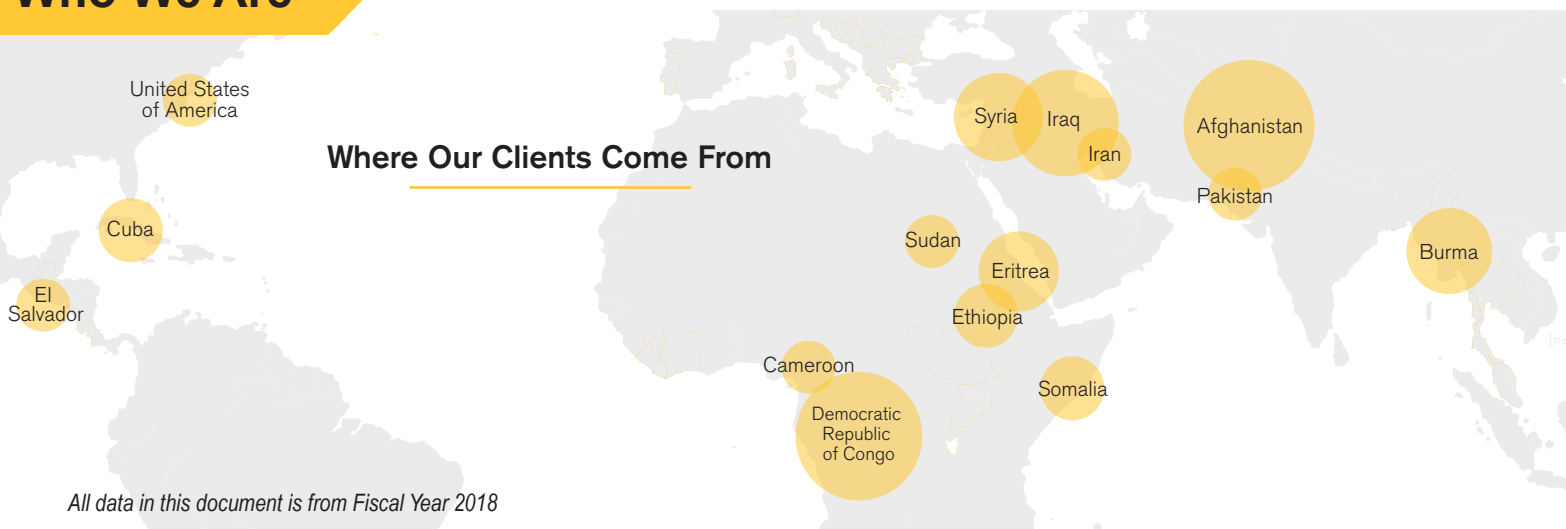 Who We Are
United States
of America
Where Our Clients Come From
Syria
Iraq
Iran
Afghanistan
Pakistan
Cuba
Sudan
Eritrea
Burma
El
Salvador
Ethiopia
Cameroon
Somalia
Democratic
Republic
of Congo
All data in this document is from Fiscal Year 2018